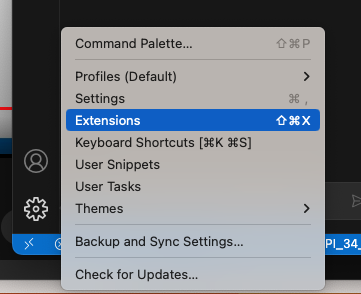 Command Palette... ⇧⌘P
Profiles (Default)
Settings ⌘ ,
Extensions ⇧⌘X
Keyboard Shortcuts [⌘K ⌘S]
User Snippets
User Tasks
Themes
PI_34_
Backup and Sync Settings...
Check for Updates...